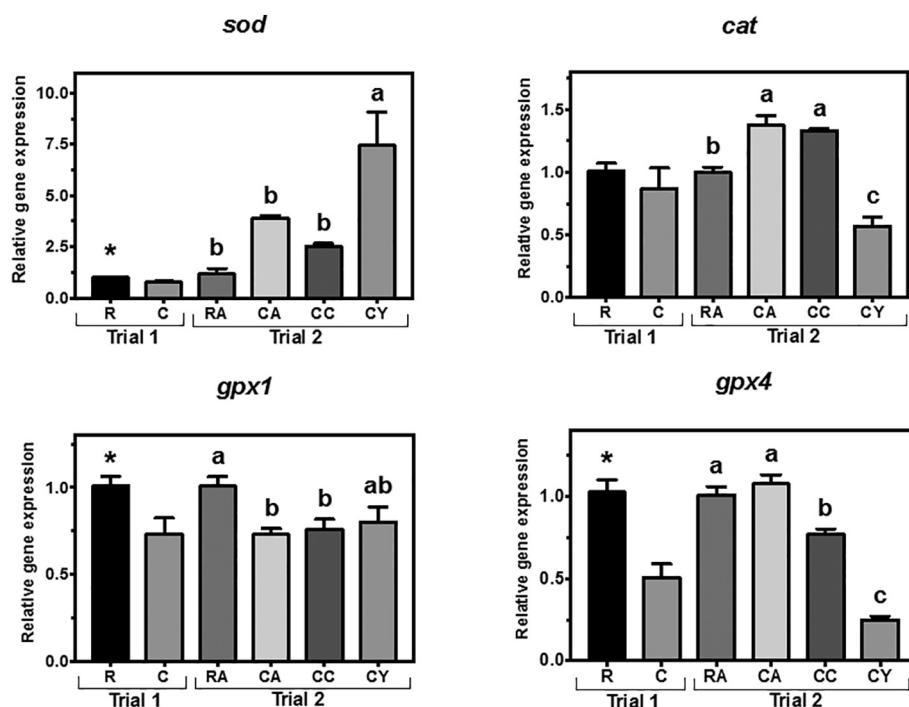 sod
Relative gene expression
10.0
7.5
5.0
2.5
0.0
*
b
b
b
a
R C RA CA CC CY
Trial 1 Trial 2
cat
Relative gene expression
1.5
1.0
0.5
0.0
b
a
a
c
R C RA CA CC CY
Trial 1 Trial 2
gpx1
Relative gene expression
1.0
0.5
0.0
*
a
b
b
ab
R C RA CA CC CY
Trial 1 Trial 2
gpx4
Relative gene expression
1.0
0.5
0.0
*
a
a
b
c
R C RA CA CC CY
Trial 1 Trial 2